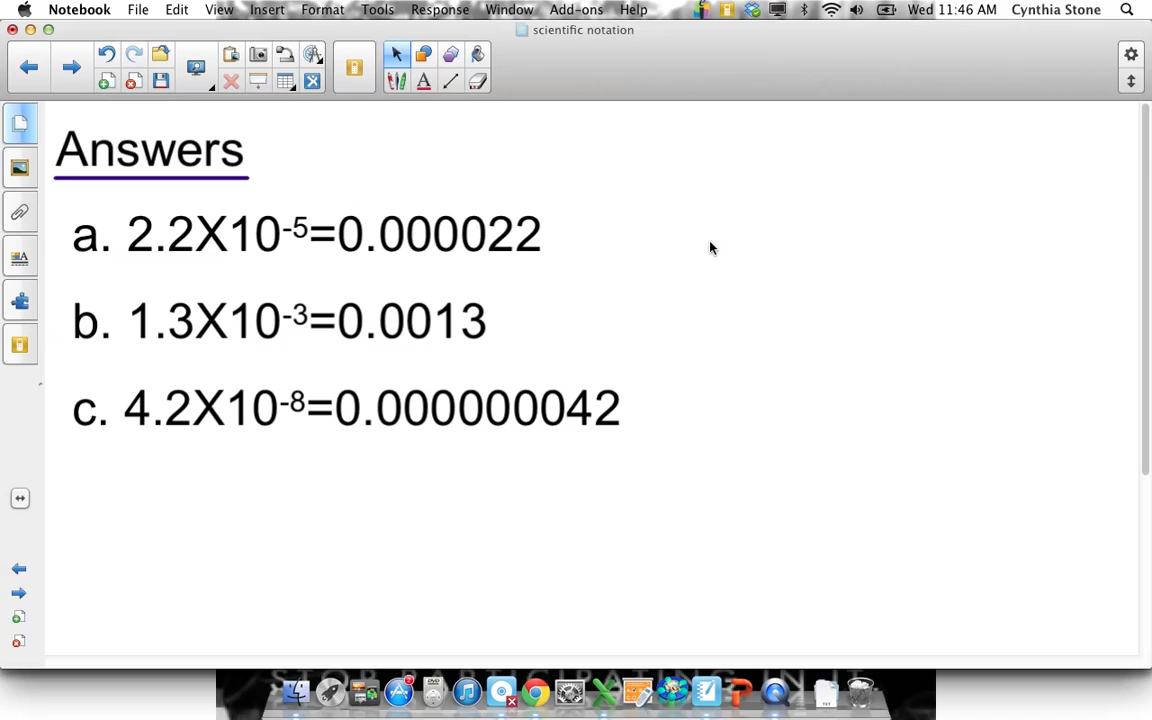 Notebook File Edit View Insert Format Tools Response Window Add-ons Help Wed 11:46 AM Cynthia Stone
scientific notation
Answers
a. 2.2X10⁻⁵=0.000022
b. 1.3X10⁻³=0.0013
c. 4.2X10⁻⁸=0.000000042